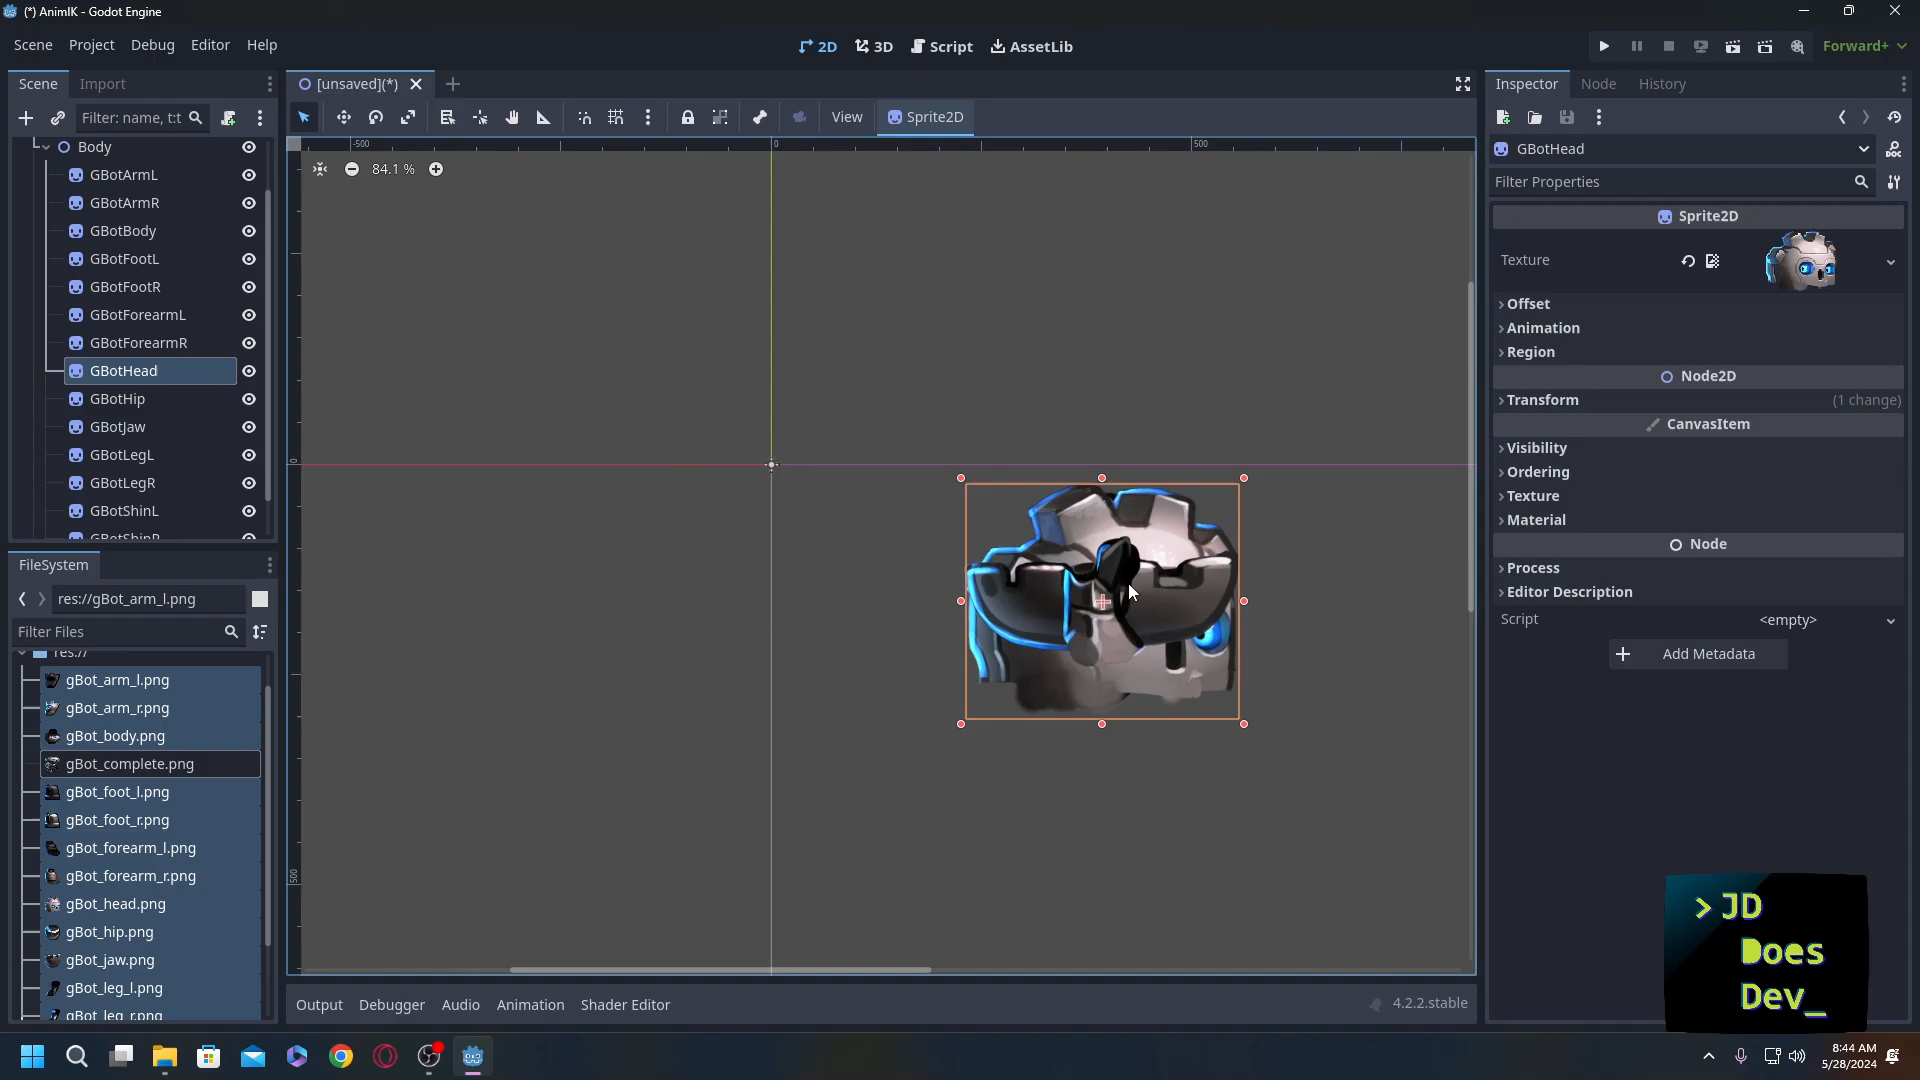 (*) AnimIK - Godot Engine
Scene Project Debug Editor Help
2D 3D Script AssetLib
Forward+
Scene Import
Filter: name, t:t
Body
GBotArmL
GBotArmR
GBotBody
GBotFootL
GBotFootR
GBotForearmL
GBotForearmR
GBotHead
GBotHip
GBotJaw
GBotLegL
GBotLegR
GBotShinL
GBotShinR
FileSystem
res://gBot_arm_l.png
Filter Files
res://
gBot_arm_l.png
gBot_arm_r.png
gBot_body.png
gBot_complete.png
gBot_foot_l.png
gBot_foot_r.png
gBot_forearm_l.png
gBot_forearm_r.png
gBot_head.png
gBot_hip.png
gBot_jaw.png
gBot_leg_l.png
gBot_leg_r.png
[unsaved](*)
View Sprite2D
-500 0 500
84.1 %
0
500
Output Debugger Audio Animation Shader Editor
4.2.2.stable
Inspector Node History
GBotHead
Filter Properties
Sprite2D
Texture
Offset
Animation
Region
Node2D
Transform (1 change)
CanvasItem
Visibility
Ordering
Texture
Material
Node
Process
Editor Description
Script <empty>
Add Metadata
> JD
Does
Dev_
8:44 AM
5/28/2024